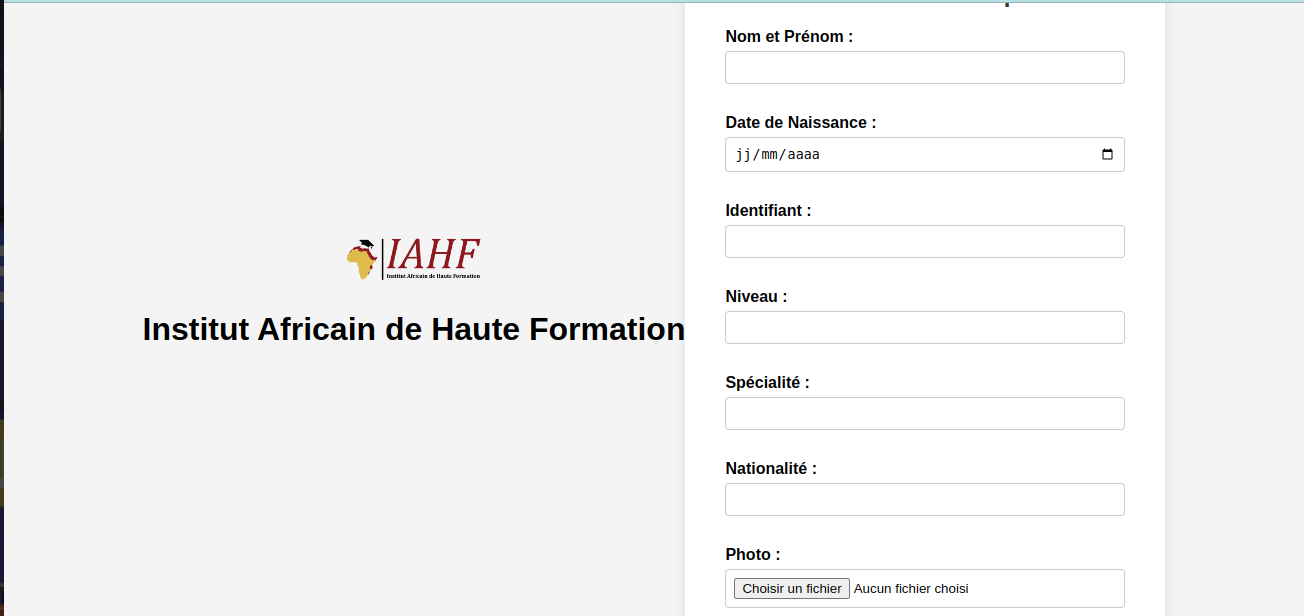 IAHF
Institut Africain de Haute Formation
Institut Africain de Haute Formation
Nom et Prénom :
Date de Naissance :
jj/mm/aaaa
Identifiant :
Niveau :
Spécialité :
Nationalité :
Photo :
Choisir un fichier Aucun fichier choisi